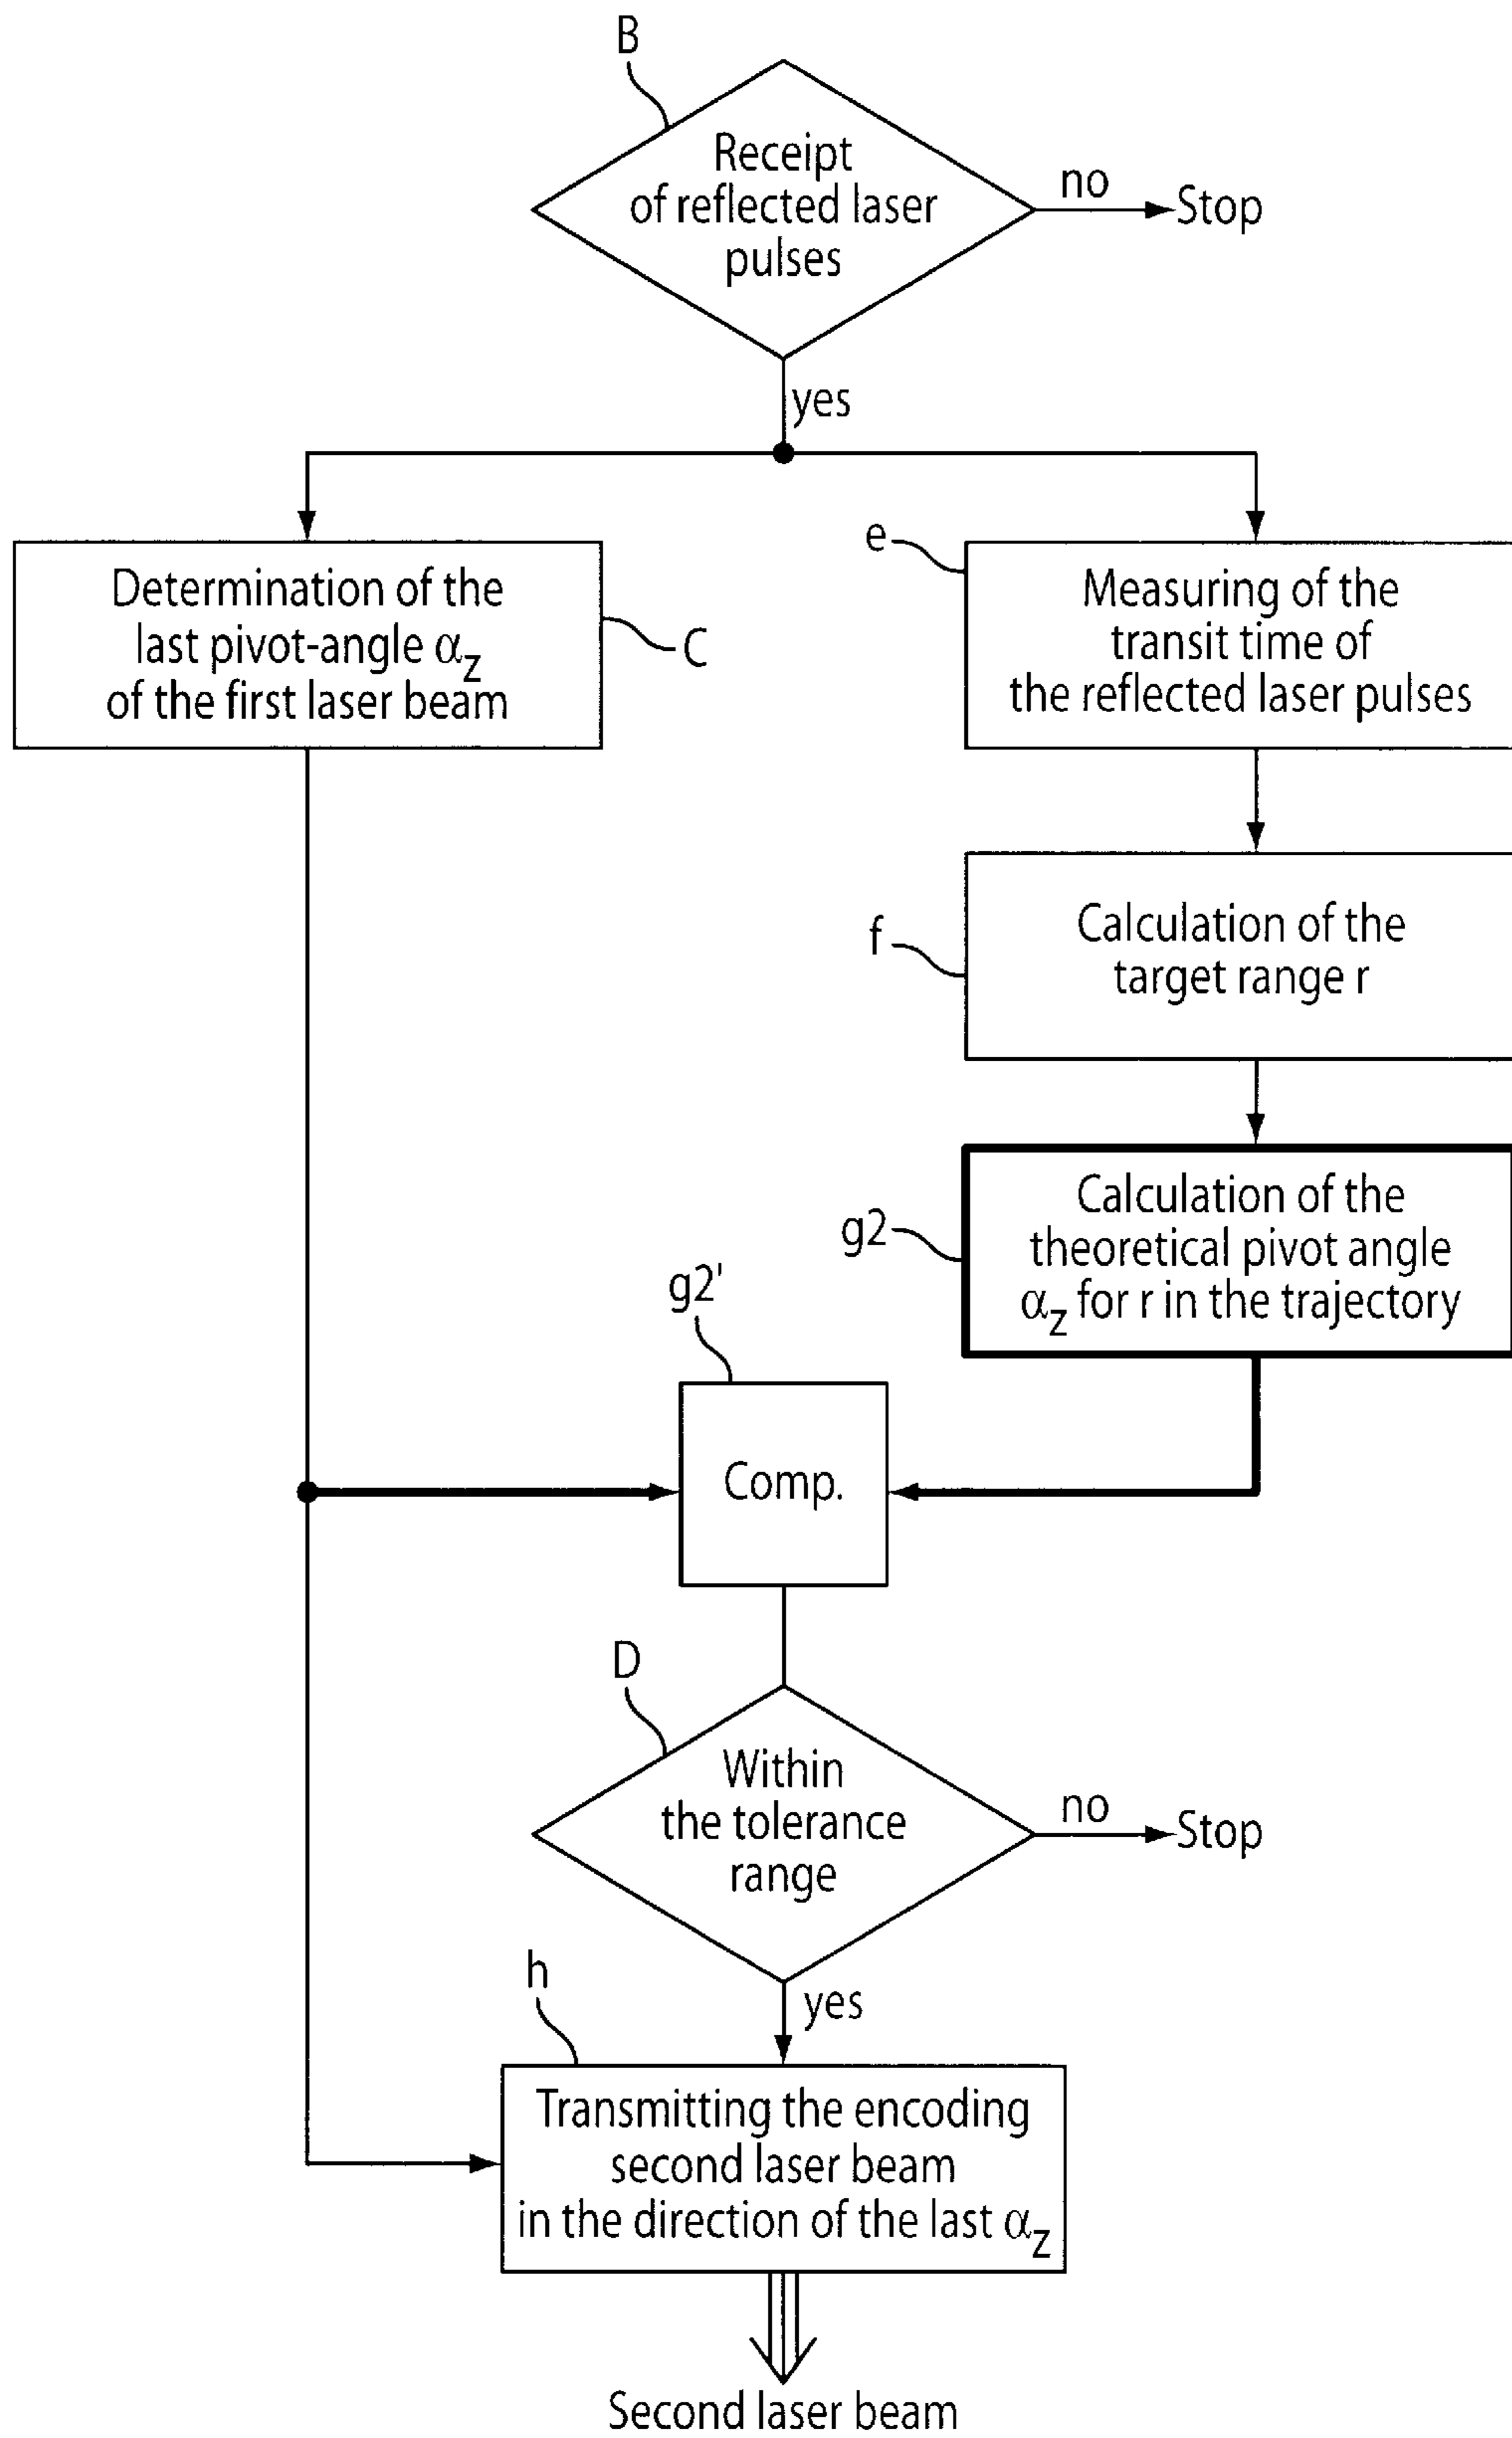 B
Receipt
of reflected laser
pulses
no
Stop
yes
Determination of the
last pivot-angle αz
of the first laser beam
C
e
Measuring of the
transit time of
the reflected laser pulses
f
Calculation of the
target range r
g2
Calculation of the
theoretical pivot angle
αz for r in the trajectory
g2'
Comp.
D
Within
the tolerance
range
no
Stop
yes
h
Transmitting the encoding
second laser beam
in the direction of the last αz
Second laser beam